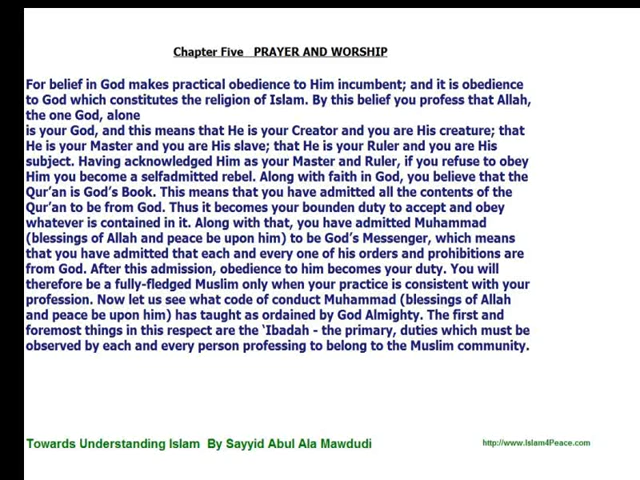 Chapter Five PRAYER AND WORSHIP
For belief in God makes practical obedience to Him incumbent; and it is obedience
to God which constitutes the religion of Islam. By this belief you profess that Allah,
the one God, alone
is your God, and this means that He is your Creator and you are His creature; that
He is your Master and you are His slave; that He is your Ruler and you are His
subject. Having acknowledged Him as your Master and Ruler, if you refuse to obey
Him you become a selfadmitted rebel. Along with faith in God, you believe that the
Qur’an is God’s Book. This means that you have admitted all the contents of the
Qur’an to be from God. Thus it becomes your bounden duty to accept and obey
whatever is contained in it. Along with that, you have admitted Muhammad
(blessings of Allah and peace be upon him) to be God’s Messenger, which means
that you have admitted that each and every one of his orders and prohibitions are
from God. After this admission, obedience to him becomes your duty. You will
therefore be a fully-fledged Muslim only when your practice is consistent with your
profession. Now let us see what code of conduct Muhammad (blessings of Allah
and peace be upon him) has taught as ordained by God Almighty. The first and
foremost things in this respect are the ‘Ibadah - the primary, duties which must be
observed by each and every person professing to belong to the Muslim community.
Towards Understanding Islam By Sayyid Abul Ala Mawdudi
http://www.Islam4Peace.com